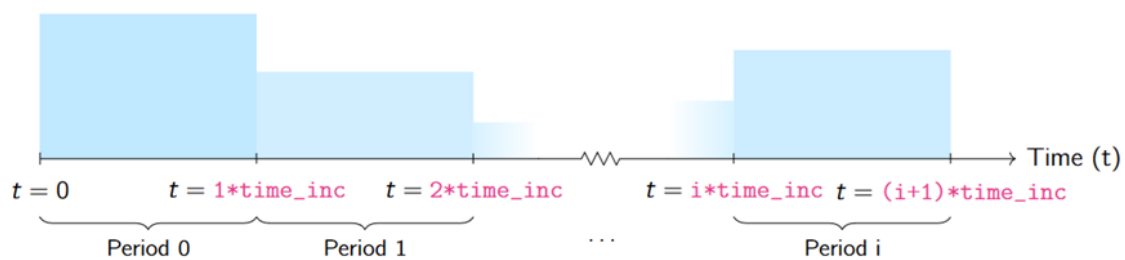 Time (t)
t = 0 t = 1*time_inc t = 2*time_inc t = i*time_inc t = (i+1)*time_inc
Period 0 Period 1 ... Period i